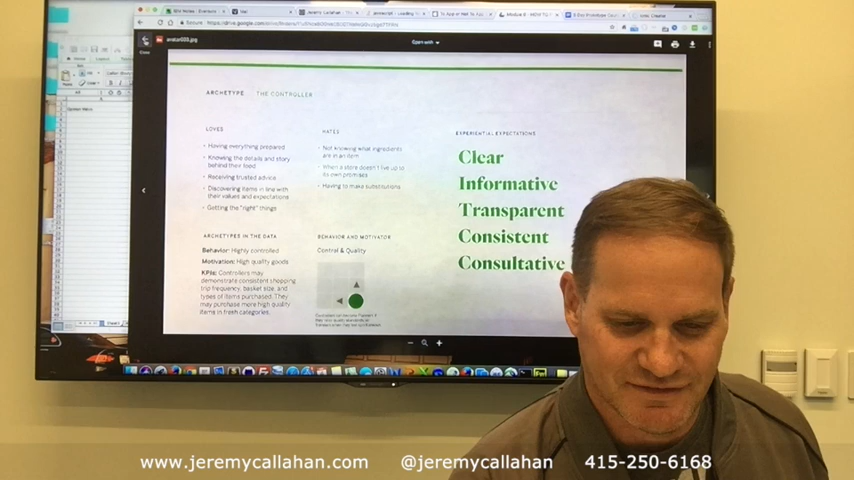 Secure
avatar020.jpg
Open with
ARCHETYPE THE CONTROLLER
LOVES
• Having everything prepared
• Knowing the details and story
behind their food
• Receiving trusted advice
• Discovering items in line with
their values and expectations
• Getting the "right" things
HATES
• Not knowing what ingredients
are in an item
• When a store doesn't live up to
its own promises
• Having to make substitutions
EXPERIENTIAL EXPECTATIONS
Clear
Informative
Transparent
Consistent
Consultative
ARCHETYPES IN THE DATA
Behavior: Highly controlled
Motivation: High quality goods
KPIs: Controllers may
demonstrate consistent shopping
trip frequency, basket size, and
types of items purchased. They
may purchase more high quality
items in fresh categories.
BEHAVIOR AND MOTIVATOR
Control & Quality
www.jeremycallahan.com @jeremycallahan 415-250-6168